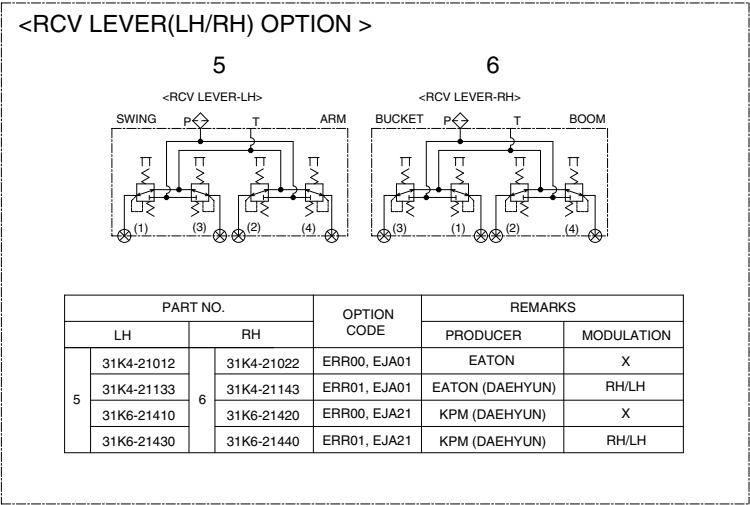 <RCV LEVER(LH/RH) OPTION >
5 6
<RCV LEVER-LH> <RCV LEVER-RH>
SWING P T ARM BUCKET P T BOOM
(1) (3) (2) (4) (3) (1) (2) (4)
PART NO. OPTION CODE REMARKS
LH RH PRODUCER MODULATION
5 31K4-21012 6 31K4-21022 ERR00, EJA01 EATON X
31K4-21133 31K4-21143 ERR01, EJA01 EATON (DAEHYUN) RH/LH
31K6-21410 31K6-21420 ERR00, EJA21 KPM (DAEHYUN) X
31K6-21430 31K6-21440 ERR01, EJA21 KPM (DAEHYUN) RH/LH